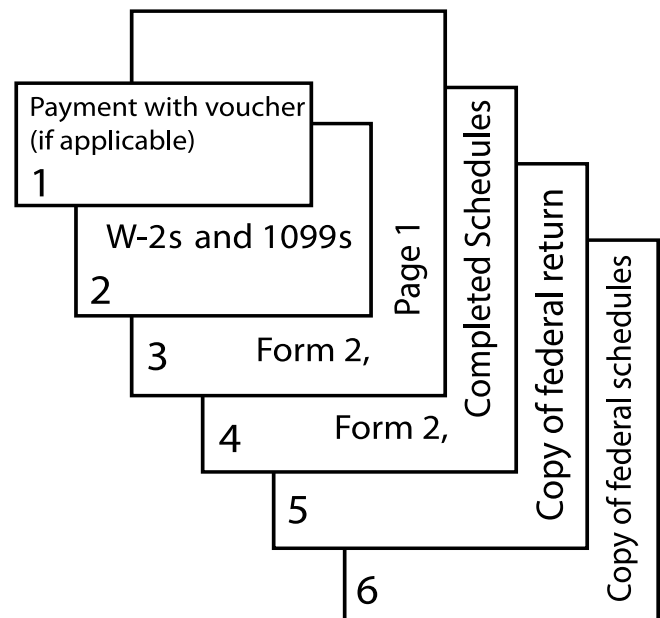 Payment with voucher
(if applicable)
1
W-2s and 1099s
2
3
Form 2,
Page 1
4
Form 2,
Completed Schedules
5
Copy of federal return
6
Copy of federal schedules